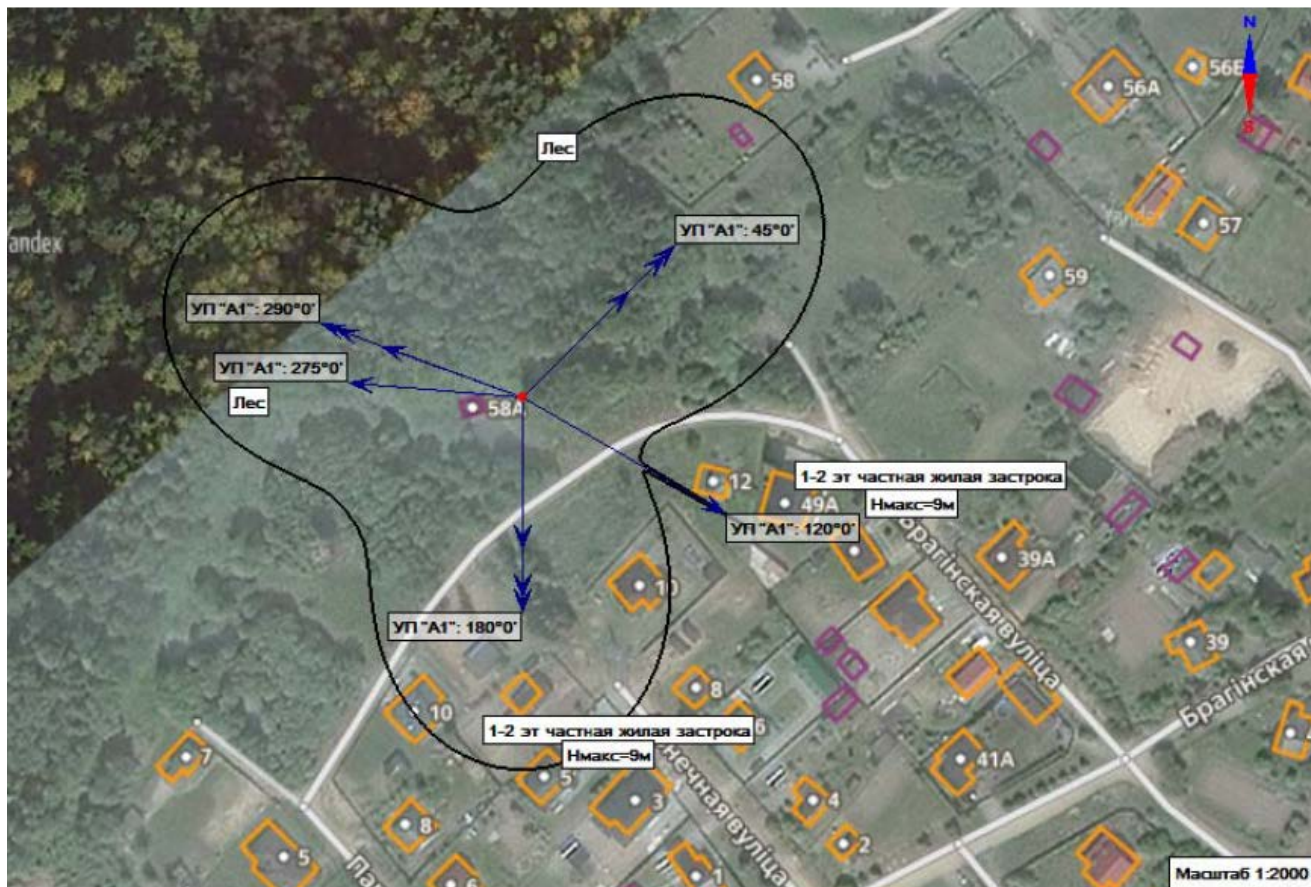 N
58
56А
56Б
В
Лес
УП "А1": 45°0'
57
andex
59
УП "А1": 290°0'
УП "А1": 275°0'
Лес
58А
1-2 эт частная жилая застрока
Нмакс=9м
12
49А
УП "А1": 120°0'
Брагінская вуліца
39А
10
УП "А1": 180°0'
39
Брагінская
8
10
6
1-2 эт частная жилая застрока
Нмакс=9м
7
5
41А
3
4
нечная вуліца
8
2
5
6
1
Масштаб 1:2000